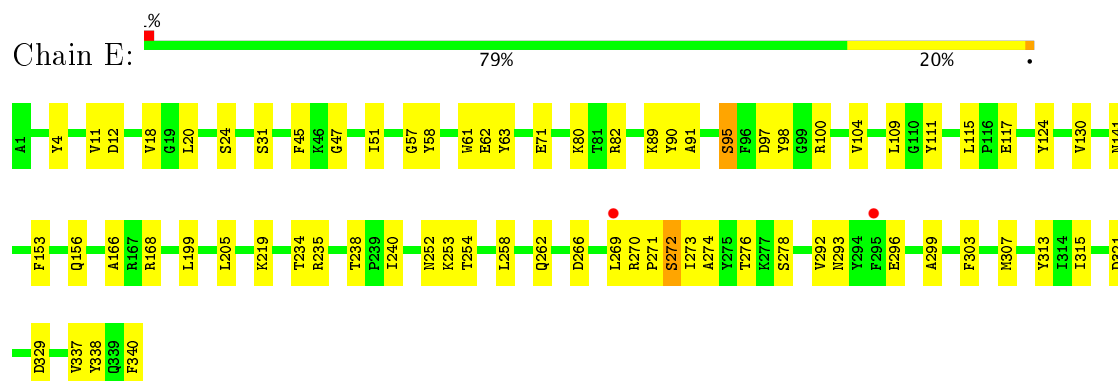 1%
Chain E:
79% 20% •
A1 Y4 V11 D12 V18 G19 L20 S24 S31 F45 K46 G47 I51 G57 Y58 W61 E62 Y63 E71 K80 T81 R82 K89 Y90 A91 S95 F96 D97 Y98 G99 R100 V104 L109 G110 Y111 L115 P116 E117 Y124 V130 N141
F153 Q156 A166 R167 R168 L199 L205 K219 T234 R235 T238 P239 I240 N252 K253 T254 L258 Q262 D266 L269 R270 P271 S272 I273 A274 Y275 T276 K277 S278 V292 N293 Y294 F295 E296 A299 F303 M307 Y313 I314 I315 D321
D329 V337 Y338 Q339 F340